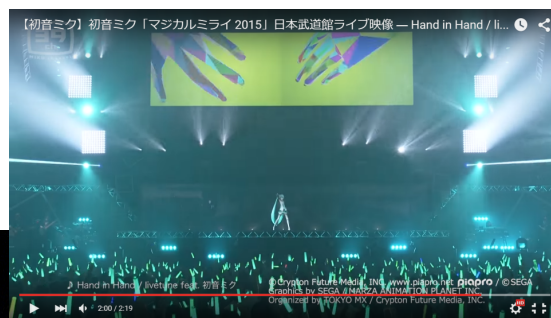 【初音ミク】初音ミク「マジカルミライ 2015」日本武道館ライブ映像 — Hand in Hand / li...
♪ Hand in Hand / livetune feat. 初音ミク
©Crypton Future Media, INC. www.piapro.net piapro / ©SEGA
Graphics by SEGA / MARZA ANIMATION PLANET INC.
Organized by TOKYO MX / Crypton Future Media, INC.
2:00 / 2:19
HD